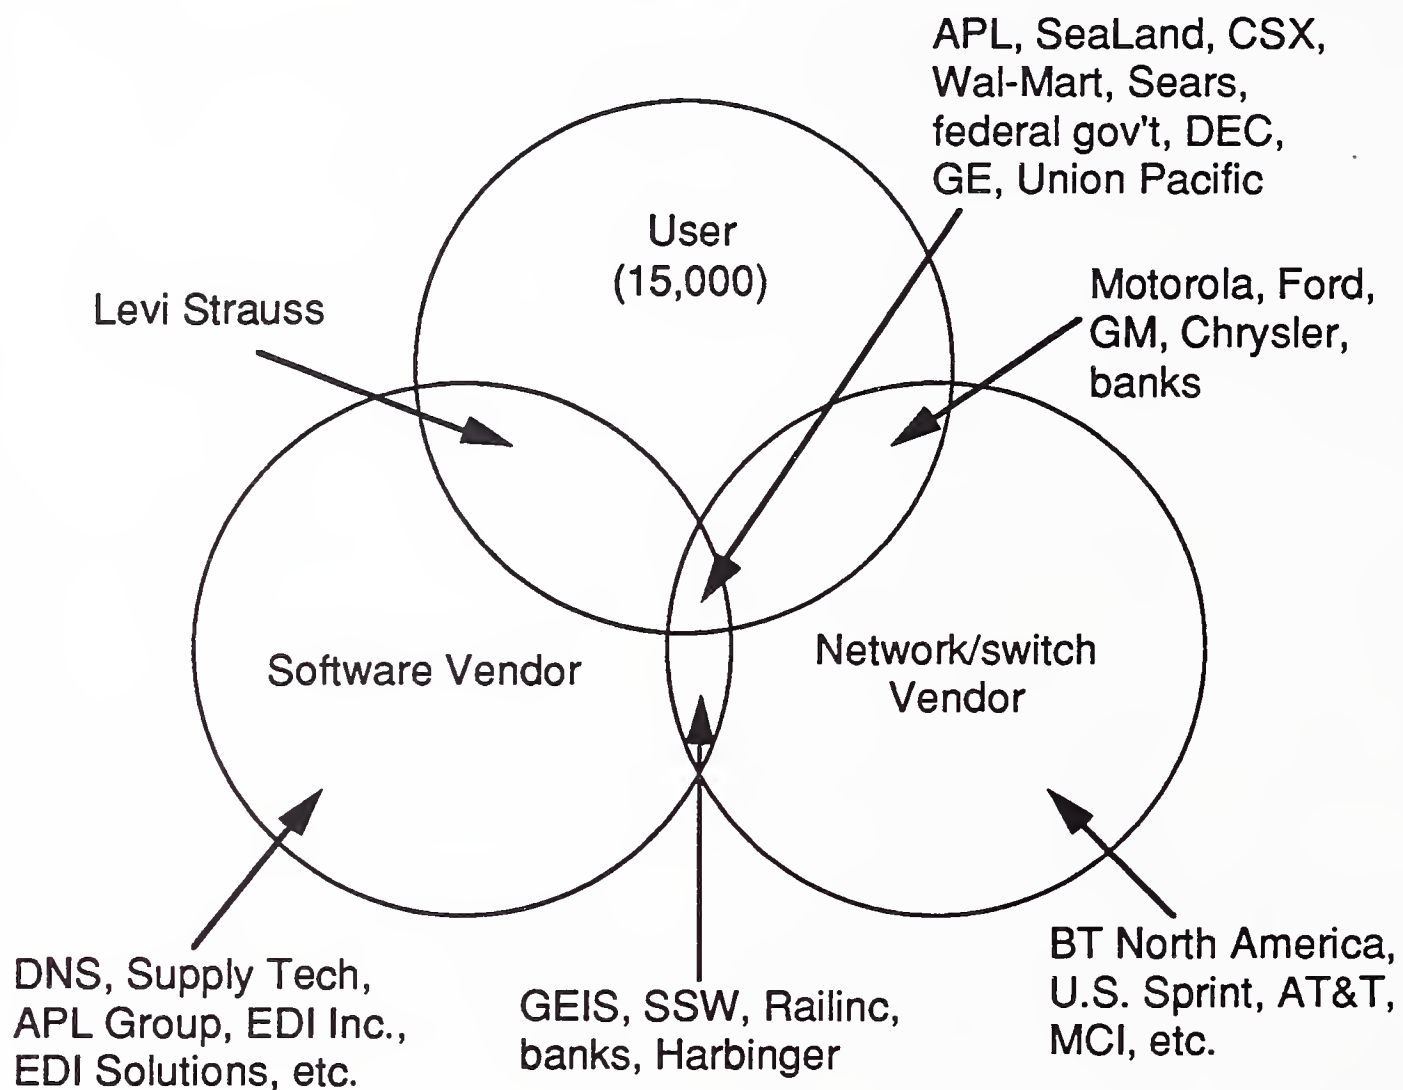 APL, SeaLand, CSX,
Wal-Mart, Sears,
federal gov't, DEC,
GE, Union Pacific
User
(15,000)
Levi Strauss
Motorola, Ford,
GM, Chrysler,
banks
Software Vendor
Network/switch
Vendor
DNS, Supply Tech,
APL Group, EDI Inc.,
EDI Solutions, etc.
GEIS, SSW, Railinc,
banks, Harbinger
BT North America,
U.S. Sprint, AT&T,
MCI, etc.